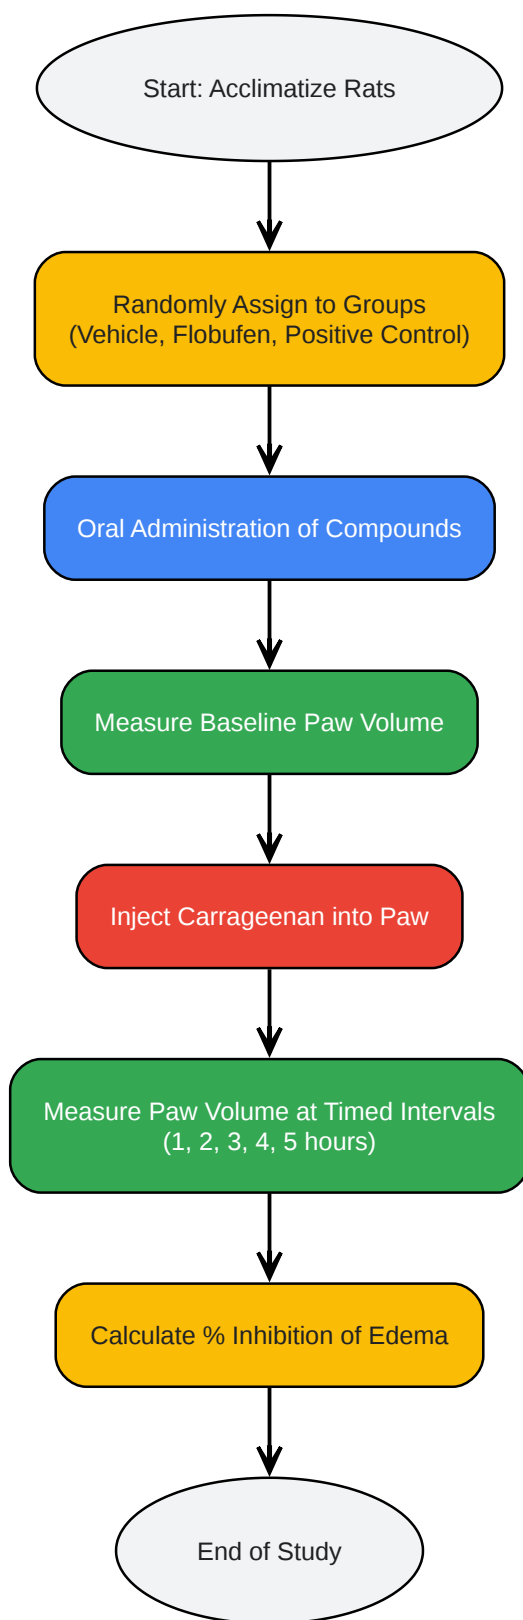 Start: Acclimatize Rats
Randomly Assign to Groups
(Vehicle, Flobufen, Positive Control)
Oral Administration of Compounds
Measure Baseline Paw Volume
Inject Carrageenan into Paw
Measure Paw Volume at Timed Intervals
(1, 2, 3, 4, 5 hours)
Calculate % Inhibition of Edema
End of Study